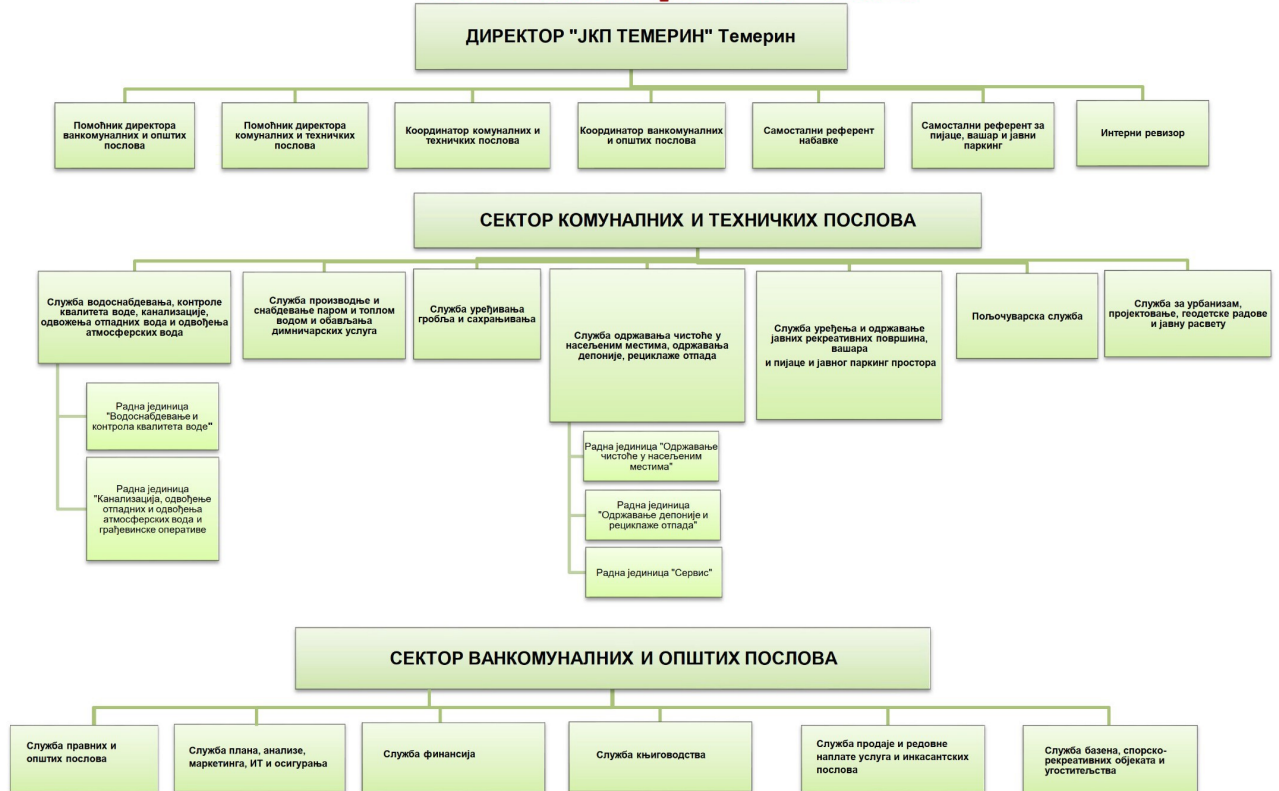 ДИРЕКТОР "ЈКП ТЕМЕРИН" Темерин
Помоћник директора
ванкомуналних и општих
послова
Помоћник директора
комуналних и техничких
послова
Координатор комуналних и
техничких послова
Координатор ванкомуналних
и општих послова
Самостални референт
набавке
Самостални референт за
пијаце, вашар и јавни
паркинг
Интерни ревизор
СЕКТОР КОМУНАЛНИХ И ТЕХНИЧКИХ ПОСЛОВА
Служба водоснабдевања, контроле
квалитета воде, канализације,
одвожења отпадних вода и одвођења
атмосферских вода
Служба производње и
снабдевање паром и топлом
водом и обављања
димничарских услуга
Служба уређивања
гробља и сахрањивања
Служба одржавања чистоће у
насељеним местима, одржавања
депоније, рециклаже отпада
Служба уређења и одржавање
јавних рекреативних површина,
вашара
и пијаце и јавног паркинг простора
Пољочуварска служба
Служба за урбанизам,
пројектовање, геодетске радове
и јавну расвету
Радна јединица
"Водоснабдевање и
контрола квалитета воде"
Радна јединица
"Канализација, одвођење
отпадних и одвођења
атмосферских вода и
грађевинске оперативе
Радна јединица "Одржавање
чистоће у насељеним
местима"
Радна јединица
"Одржавање депоније и
рециклаже отпада"
Радна јединица "Сервис"
СЕКТОР ВАНКОМУНАЛНИХ И ОПШТИХ ПОСЛОВА
Служба правних и
општих послова
Служба плана, анализе,
маркетинга, ИТ и осигурања
Служба финансија
Служба књиговодства
Служба продаје и редовне
наплате услуга и инкасантских
послова
Служба базена, спорско-
рекреативних објеката и
угоститељства